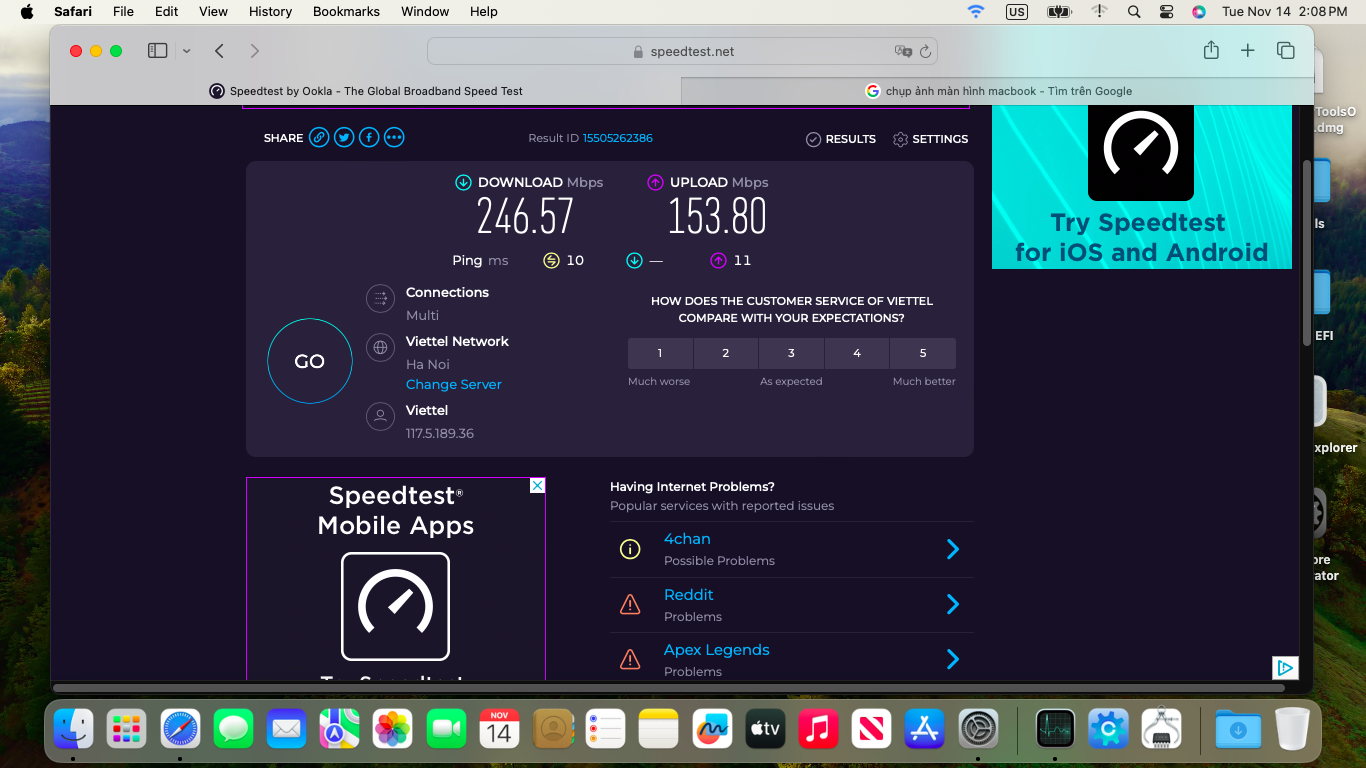 Safari File Edit View History Bookmarks Window Help US Tue Nov 14 2:08 PM
speedtest.net
Speedtest by Ookla - The Global Broadband Speed Test
chụp ảnh màn hình macbook - Tìm trên Google
SHARE Result ID 15505262386 RESULTS SETTINGS
DOWNLOAD Mbps UPLOAD Mbps
246.57 153.80
Ping ms 10 — 11
Connections
Multi
Viettel Network
Ha Noi
Change Server
Viettel
117.5.189.36
GO
HOW DOES THE CUSTOMER SERVICE OF VIETTEL
COMPARE WITH YOUR EXPECTATIONS?
1 2 3 4 5
Much worse As expected Much better
Try Speedtest
for iOS and Android
ToolsO
.dmg
ls
EFI
xplorer
ore
rator
Speedtest®
Mobile Apps
Try Speedtest
Having Internet Problems?
Popular services with reported issues
4chan
Possible Problems
Reddit
Problems
Apex Legends
Problems
NOV
14
tv